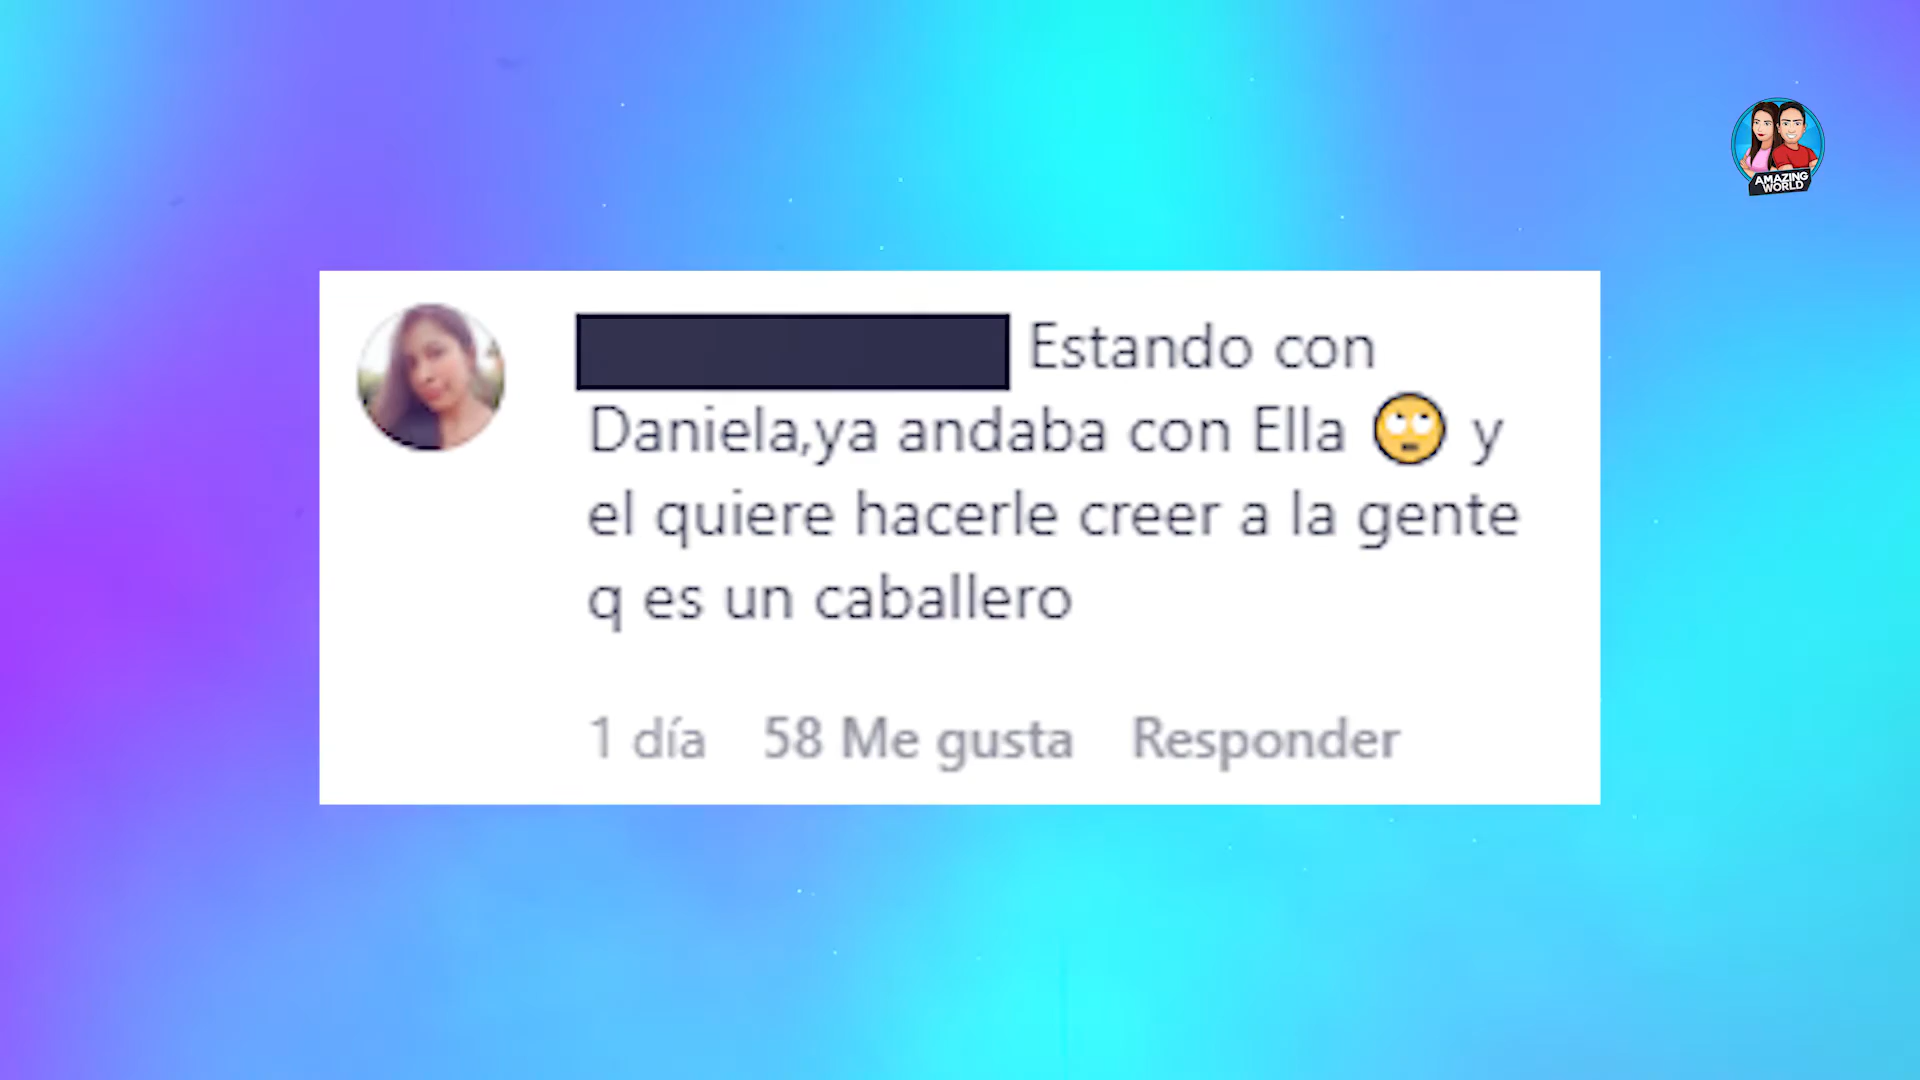 Estando con
Daniela,ya andaba con Ella 🙄 y
el quiere hacerle creer a la gente
q es un caballero
1 día 58 Me gusta Responder
AMAZING
WORLD